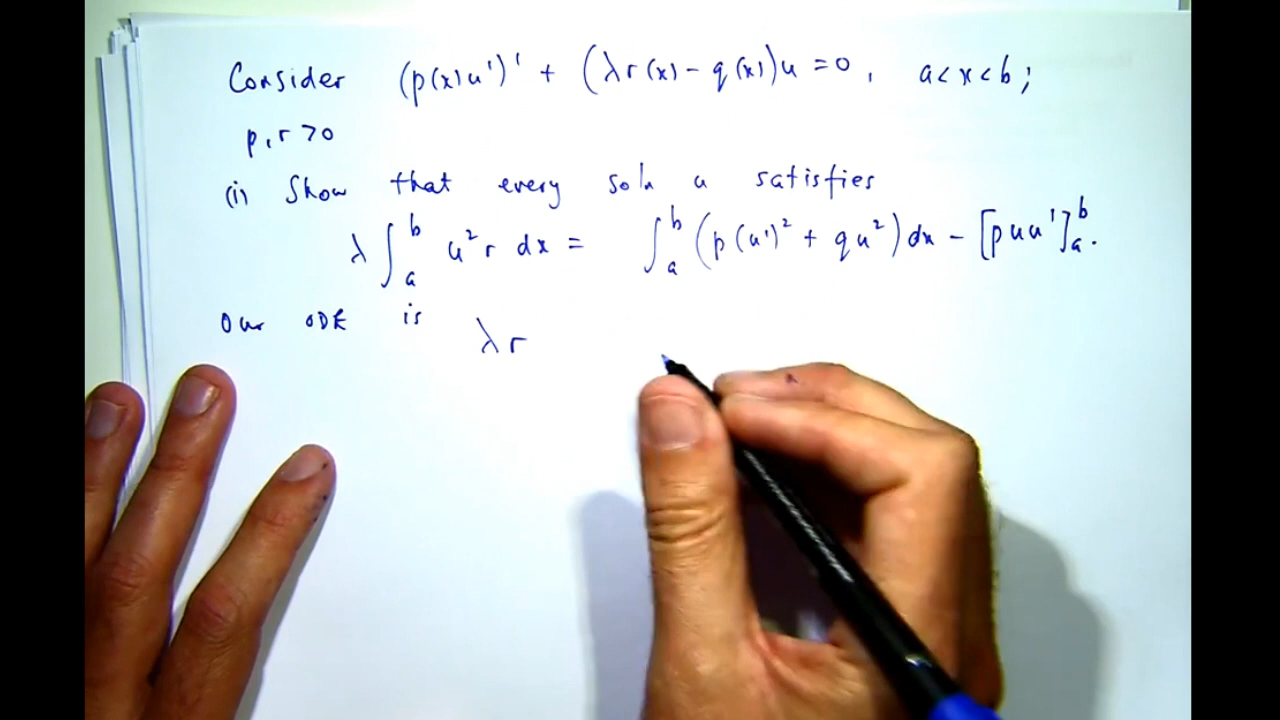 Consider (p(x)u')' + (λr(x) - q(x))u = 0, a < x < b;
p, r > 0
(i) Show that every soln u satisfies
λ∫_a^b u² r dx = ∫_a^b (p(u')² + qu²) dx - [puu']_a^b.
Our ODE is λr